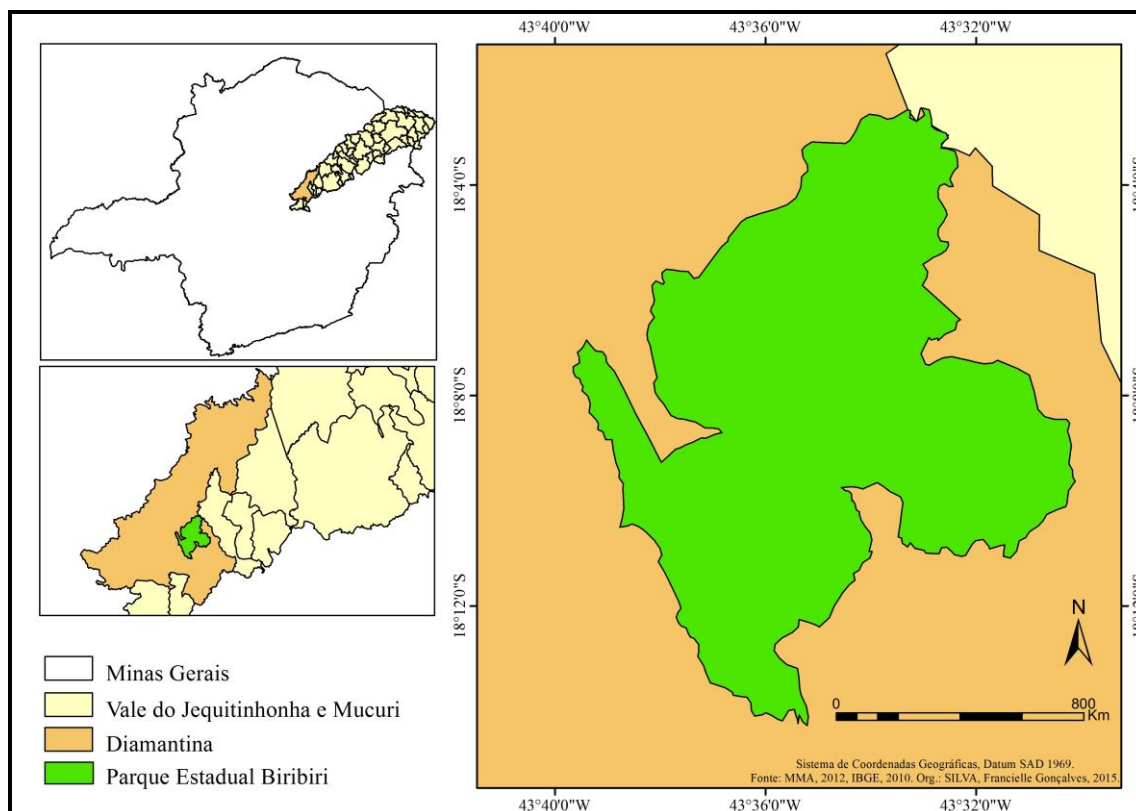 43°40'0"W 43°36'0"W 43°32'0"W
18°4'0"S
18°8'0"S
18°12'0"S
Minas Gerais
Vale do Jequitinhonha e Mucuri
Diamantina
Parque Estadual Biribiri
N
0 800
Km
Sistema de Coordenadas Geográficas, Datum SAD 1969.
Fonte: MMA, 2012, IBGE, 2010. Org.: SILVA, Francielle Gonçalves, 2015.
43°40'0"W 43°36'0"W 43°32'0"W